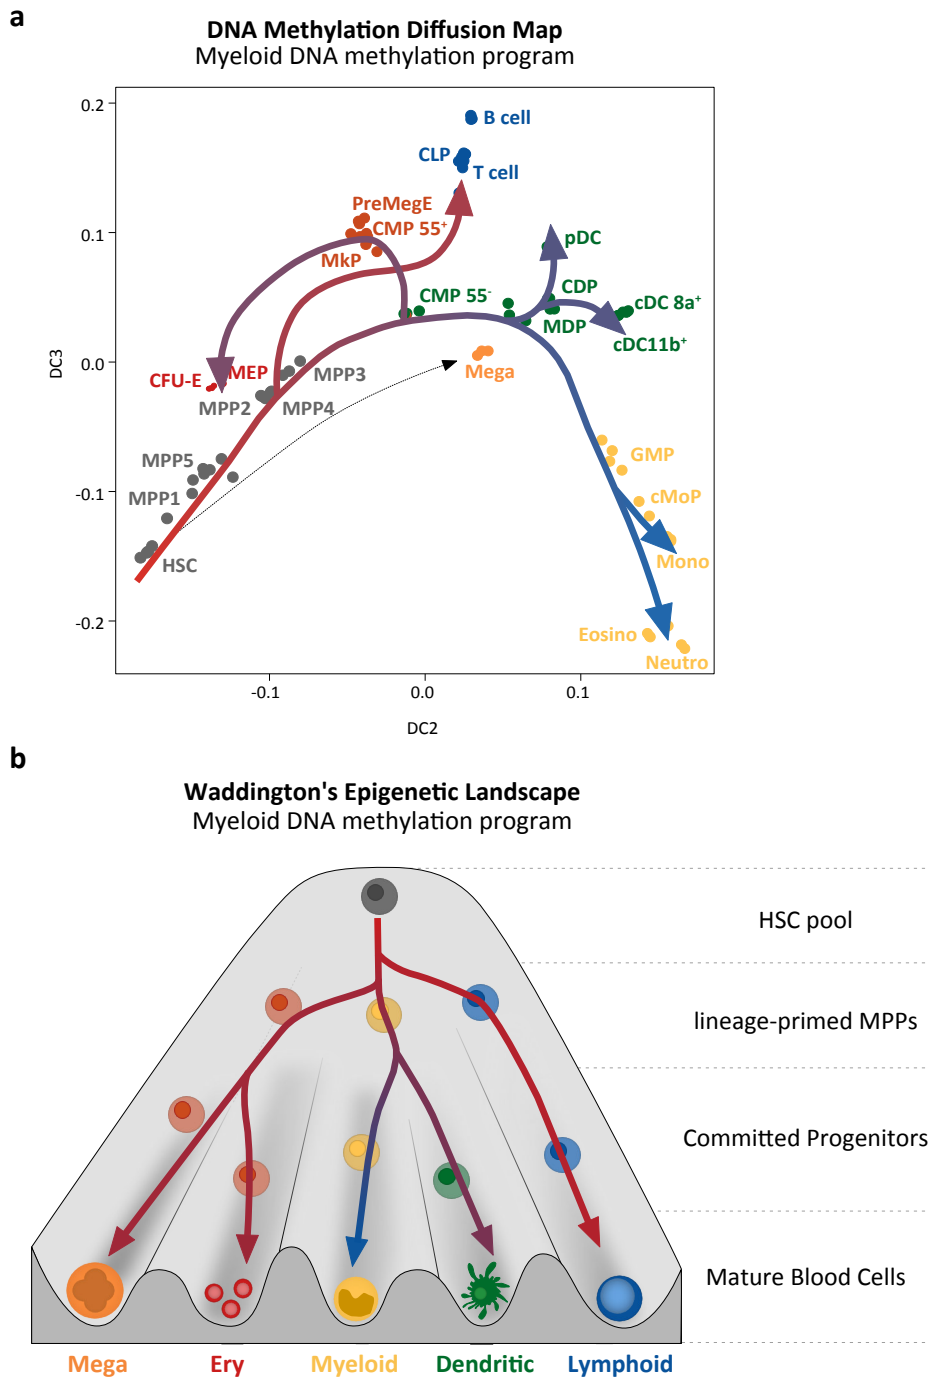 a
DNA Methylation Diffusion Map
Myeloid DNA methylation program
0.2
0.1
0.0
-0.1
-0.2
DC3
B cell
CLP
T cell
PreMegE
CMP 55+
MkP
pDC
CMP 55-
CDP
cDC 8a+
MDP
cDC11b+
CFU-E
MEP
MPP3
Mega
MPP2
MPP4
MPP5
GMP
MPP1
cMoP
HSC
Mono
Eosino
Neutro
-0.1
0.0
0.1
DC2
b
Waddington's Epigenetic Landscape
Myeloid DNA methylation program
HSC pool
lineage-primed MPPs
Committed Progenitors
Mature Blood Cells
Mega
Ery
Myeloid
Dendritic
Lymphoid